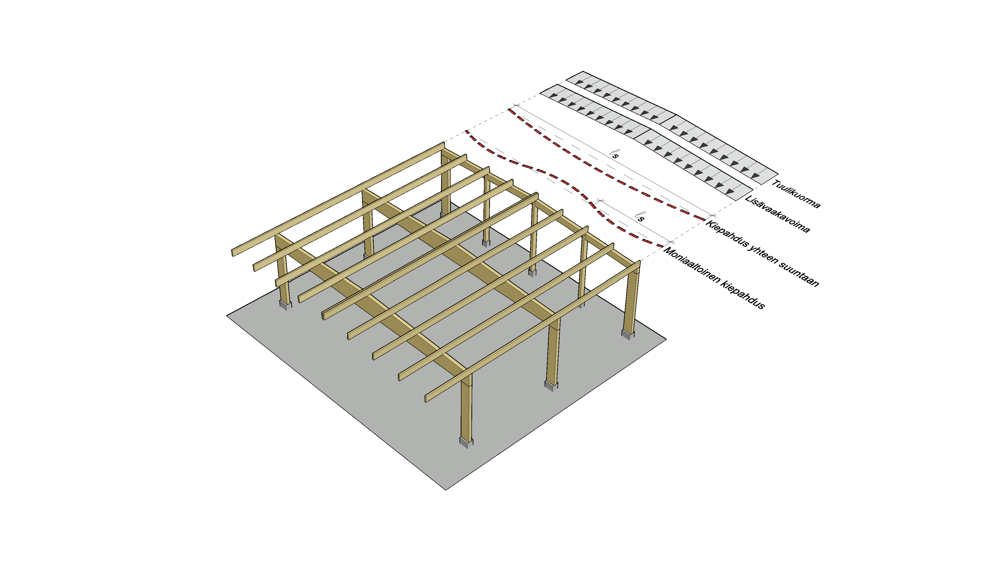 Tuulikuorma
Lisävaakavoima
ℓs
Kiepahdus yhteen suuntaan
ℓs
Moniaaltoinen kiepahdus